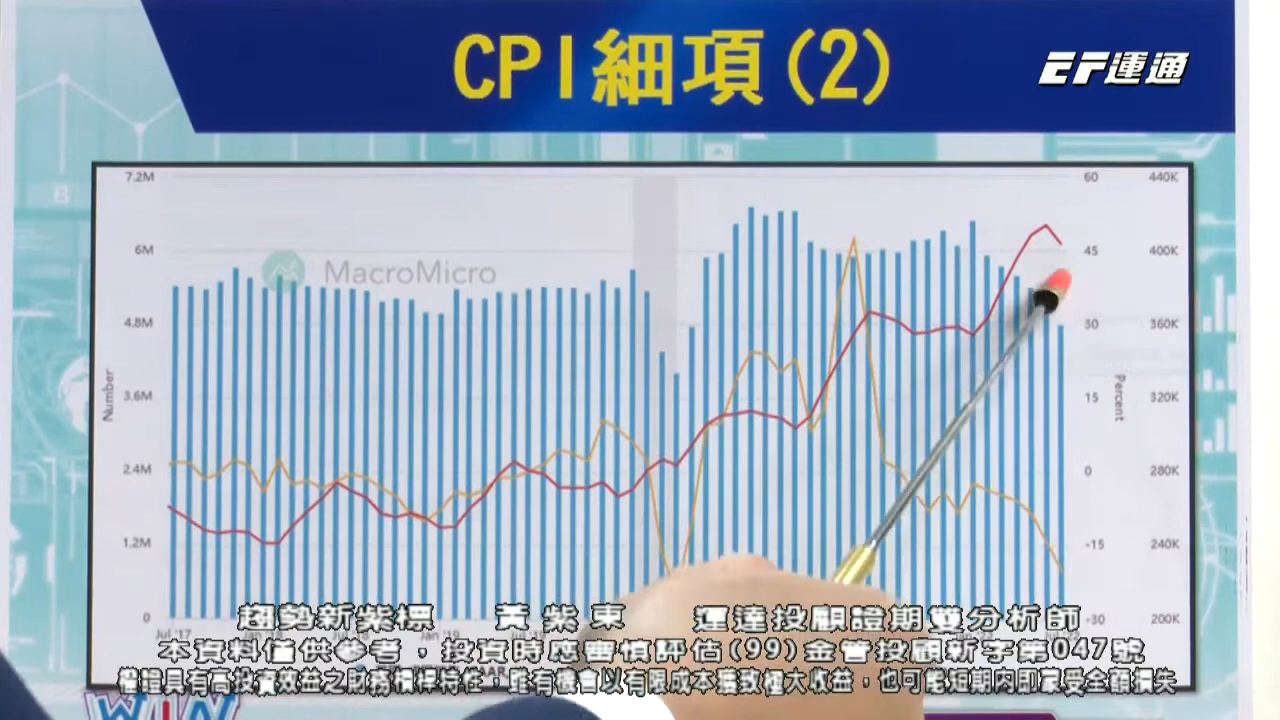 CPI細項(2)
EF運通
7.2M
60
440K
6M
45
400K
MacroMicro
4.8M
30
360K
Number
Percent
3.6M
15
320K
2.4M
0
280K
1.2M
-15
240K
0
-30
200K
趨勢新紫標 黃紫東 運達投顧證期雙分析師
本資料僅供參考，投資時應審慎評估(99)金管投顧新字第047號
權證具有高投資效益之財務槓桿特性，雖有機會以有限成本獲致極大收益，也可能短期內即蒙受全額損失
WIN